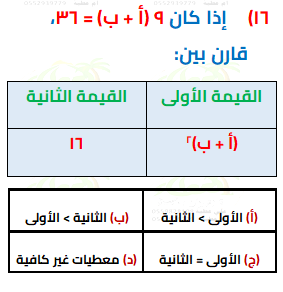 ١٦) إذا كان ٩ (أ + ب) = ٣٦،
قارن بين:
القيمة الأولى	القيمة الثانية
(أ + ب)²	١٦
(أ) الأولى > الثانية	(ب) الثانية > الأولى
(ج) الأولى = الثانية	(د) معطيات غير كافية